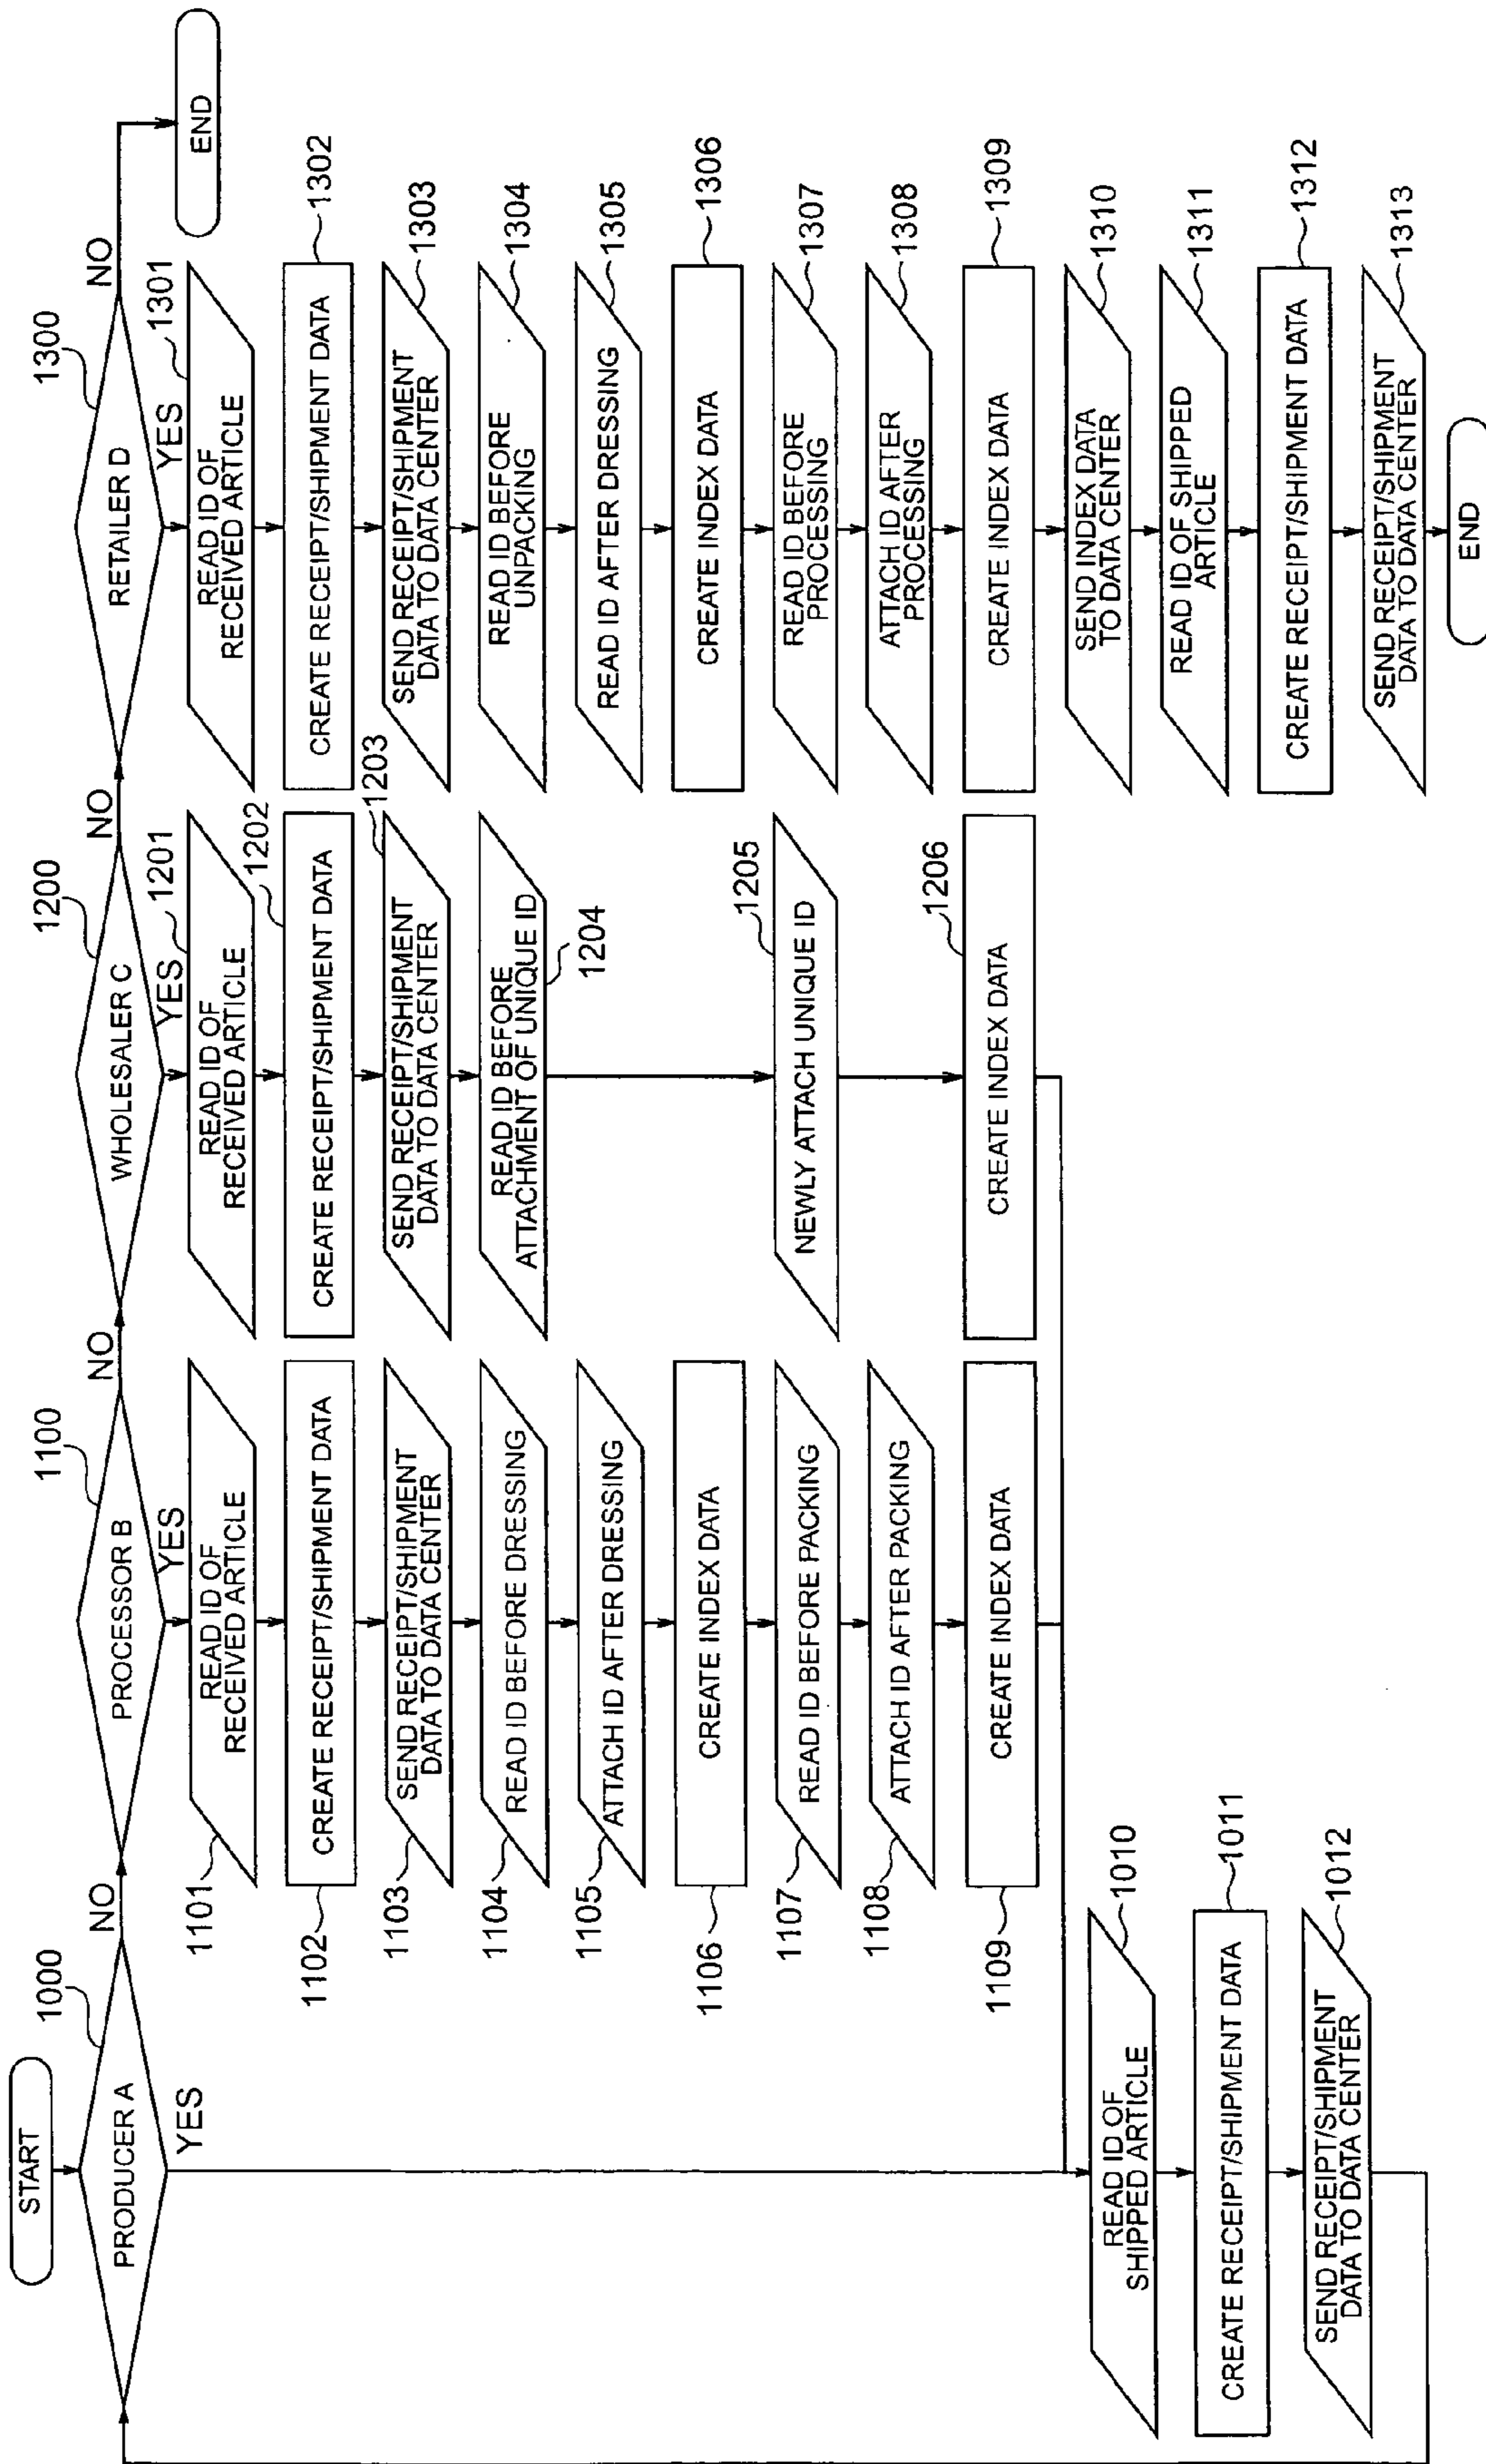 START
1000
PRODUCER A
NO
YES
1100
PROCESSOR B
NO
YES
1101
READ ID OF
RECEIVED ARTICLE
1102
CREATE RECEIPT/SHIPMENT DATA
1103
SEND RECEIPT/SHIPMENT
DATA TO DATA CENTER
1104
READ ID BEFORE DRESSING
1105
ATTACH ID AFTER DRESSING
1106
CREATE INDEX DATA
1107
READ ID BEFORE PACKING
1108
ATTACH ID AFTER PACKING
1109
CREATE INDEX DATA
1010
READ ID OF
SHIPPED ARTICLE
1011
CREATE RECEIPT/SHIPMENT DATA
1012
SEND RECEIPT/SHIPMENT
DATA TO DATA CENTER
1200
WHOLESALER C
NO
YES
1201
READ ID OF
RECEIVED ARTICLE
1202
CREATE RECEIPT/SHIPMENT DATA
1203
SEND RECEIPT/SHIPMENT
DATA TO DATA CENTER
READ ID BEFORE
ATTACHMENT OF UNIQUE ID
1204
1205
NEWLY ATTACH UNIQUE ID
1206
CREATE INDEX DATA
1300
RETAILER D
NO
END
YES
1301
READ ID OF
RECEIVED ARTICLE
1302
CREATE RECEIPT/SHIPMENT DATA
1303
SEND RECEIPT/SHIPMENT
DATA TO DATA CENTER
1304
READ ID BEFORE
UNPACKING
1305
READ ID AFTER DRESSING
1306
CREATE INDEX DATA
1307
READ ID BEFORE
PROCESSING
1308
ATTACH ID AFTER
PROCESSING
1309
CREATE INDEX DATA
1310
SEND INDEX DATA
TO DATA CENTER
1311
READ ID OF SHIPPED
ARTICLE
1312
CREATE RECEIPT/SHIPMENT DATA
1313
SEND RECEIPT/SHIPMENT
DATA TO DATA CENTER
END